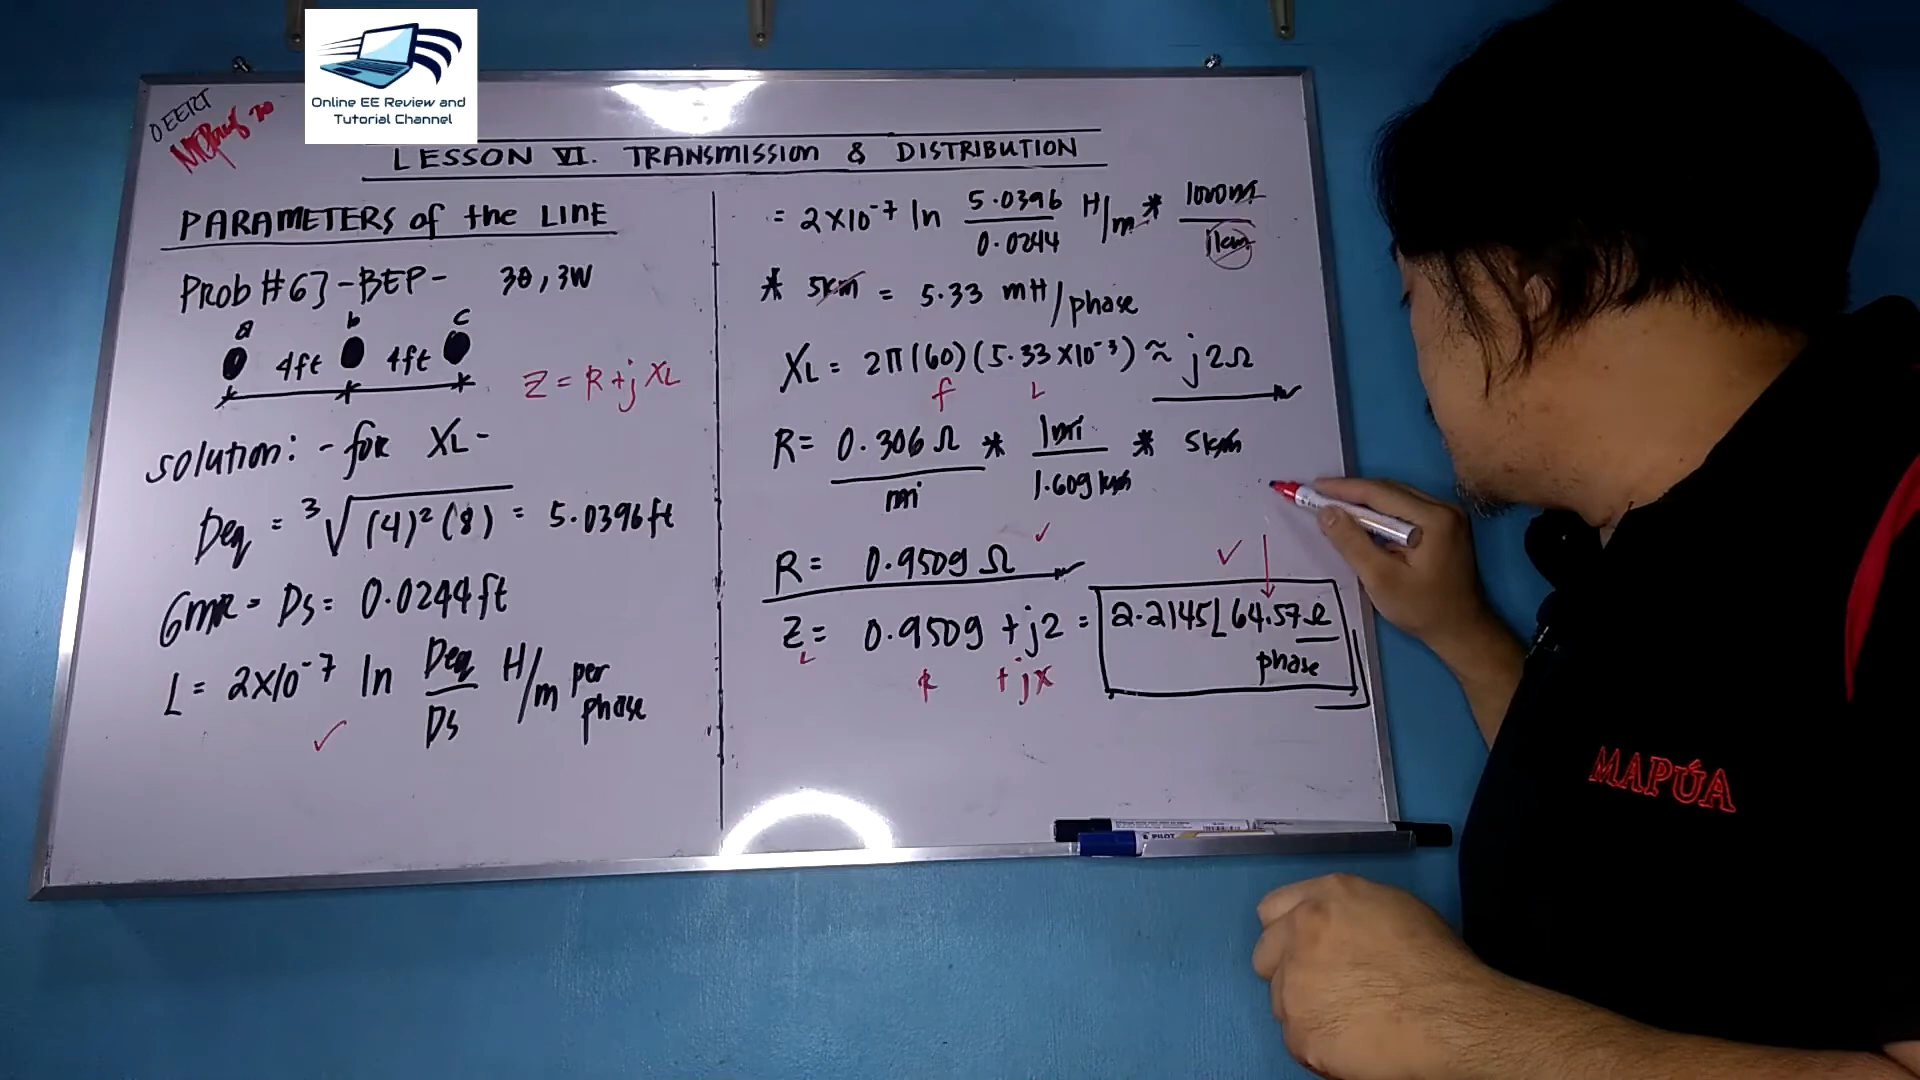 Online EE Review and
Tutorial Channel
OEERT
LESSON VI. TRANSMISSION & DISTRIBUTION
PARAMETERS of the LINE
Prob #67 -BEP- 3Ø, 3W
a b c
4ft 4ft
Z = R + j XL
Solution: - for XL -
Deq = ³√(4)²(8) = 5.0396 ft
GMR = Ds = 0.0244 ft
L = 2x10⁻⁷ ln Deq/Ds H/m per phase
✓
= 2x10⁻⁷ ln 5.0396/0.0244 H/m * 1000m/1km
* 5km = 5.33 mH/phase
XL = 2π(60)(5.33x10⁻³) ≈ j2Ω
f L
R = 0.306 Ω/mi * 1mi/1.609km * 5km
R = 0.9509 Ω ✓
✓
Z = 0.9509 + j2 = 2.2145∠64.57 Ω/phase
R + jX
PILOT
MAPÚA